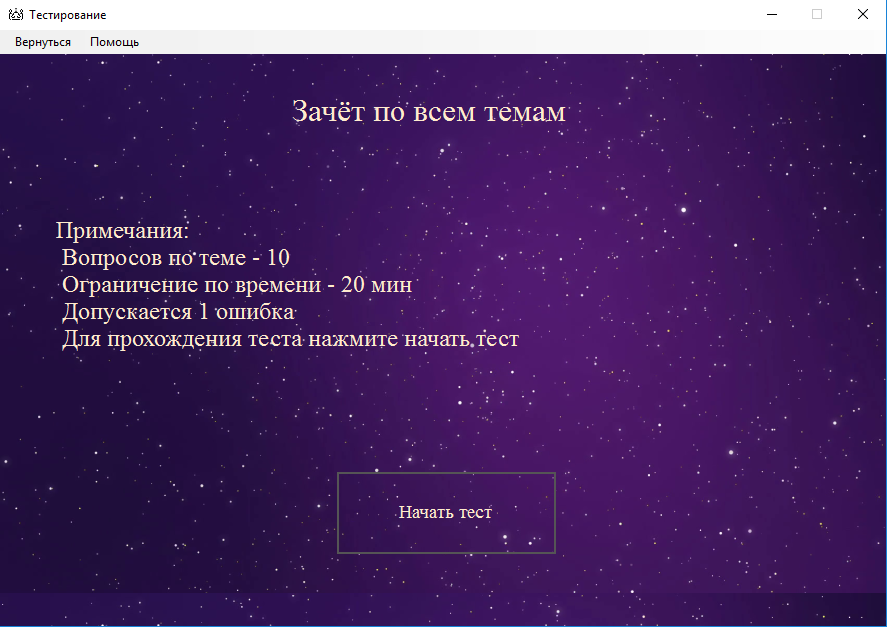 Тестирование
Вернуться Помощь
Зачёт по всем темам
Примечания:
Вопросов по теме - 10
Ограничение по времени - 20 мин
Допускается 1 ошибка
Для прохождения теста нажмите начать тест
Начать тест